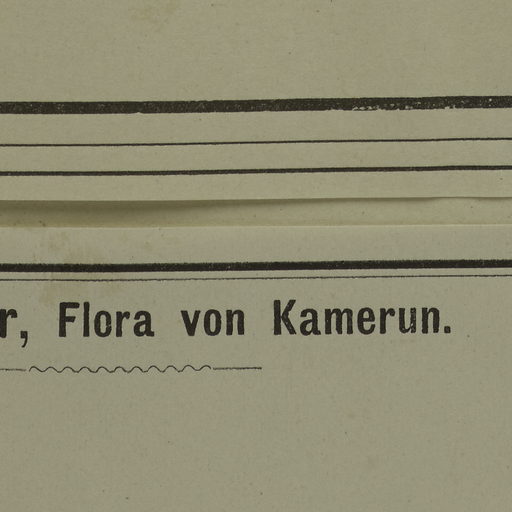 r, Flora von Kamerun.